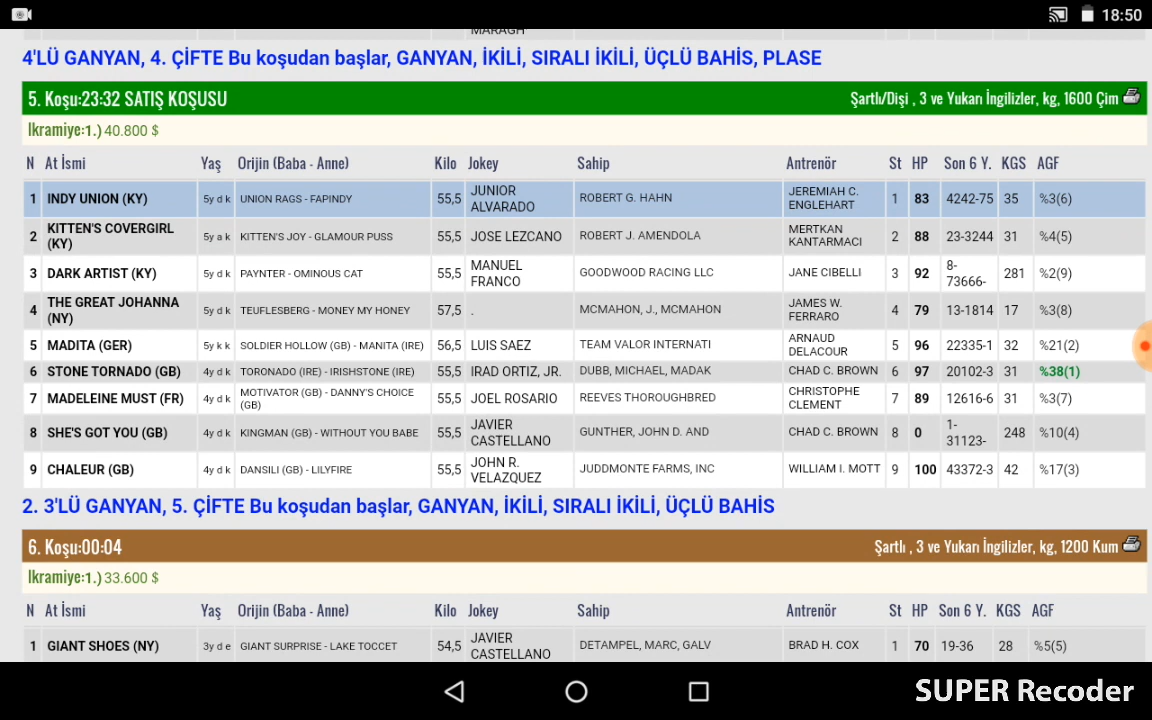 18:50
MARAGH
4'LÜ GANYAN, 4. ÇİFTE Bu koşudan başlar, GANYAN, İKİLİ, SIRALI İKİLİ, ÜÇLÜ BAHİS, PLASE
5. Koşu:23:32 SATIŞ KOŞUSU Şartlı/Dişi , 3 ve Yukarı İngilizler, kg, 1600 Çim
İkramiye:1.) 40.800 $
N At İsmi Yaş Orijin (Baba - Anne) Kilo Jokey Sahip Antrenör St HP Son 6 Y. KGS AGF
1 INDY UNION (KY) 5y d k UNION RAGS - FAPINDY 55,5 JUNIOR ALVARADO ROBERT G. HAHN JEREMIAH C. ENGLEHART 1 83 4242-75 35 %3(6)
2 KITTEN'S COVERGIRL (KY) 5y a k KITTEN'S JOY - GLAMOUR PUSS 55,5 JOSE LEZCANO ROBERT J. AMENDOLA MERTKAN KANTARMACI 2 88 23-3244 31 %4(5)
3 DARK ARTIST (KY) 5y d k PAYNTER - OMINOUS CAT 55,5 MANUEL FRANCO GOODWOOD RACING LLC JANE CIBELLI 3 92 8-73666- 281 %2(9)
4 THE GREAT JOHANNA (NY) 5y d k TEUFLESBERG - MONEY MY HONEY 57,5 . MCMAHON, J., MCMAHON JAMES W. FERRARO 4 79 13-1814 17 %3(8)
5 MADITA (GER) 5y k k SOLDIER HOLLOW (GB) - MANITA (IRE) 56,5 LUIS SAEZ TEAM VALOR INTERNATI ARNAUD DELACOUR 5 96 22335-1 32 %21(2)
6 STONE TORNADO (GB) 4y d k TORONADO (IRE) - IRISHSTONE (IRE) 55,5 IRAD ORTIZ, JR. DUBB, MICHAEL, MADAK CHAD C. BROWN 6 97 20102-3 31 %38(1)
7 MADELEINE MUST (FR) 4y d k MOTIVATOR (GB) - DANNY'S CHOICE (GB) 55,5 JOEL ROSARIO REEVES THOROUGHBRED CHRISTOPHE CLEMENT 7 89 12616-6 31 %3(7)
8 SHE'S GOT YOU (GB) 4y d k KINGMAN (GB) - WITHOUT YOU BABE 55,5 JAVIER CASTELLANO GUNTHER, JOHN D. AND CHAD C. BROWN 8 0 1-31123- 248 %10(4)
9 CHALEUR (GB) 4y d k DANSILI (GB) - LILYFIRE 55,5 JOHN R. VELAZQUEZ JUDDMONTE FARMS, INC WILLIAM I. MOTT 9 100 43372-3 42 %17(3)
2. 3'LÜ GANYAN, 5. ÇİFTE Bu koşudan başlar, GANYAN, İKİLİ, SIRALI İKİLİ, ÜÇLÜ BAHİS
6. Koşu:00:04 Şartlı , 3 ve Yukarı İngilizler, kg, 1200 Kum
İkramiye:1.) 33.600 $
N At İsmi Yaş Orijin (Baba - Anne) Kilo Jokey Sahip Antrenör St HP Son 6 Y. KGS AGF
1 GIANT SHOES (NY) 3y d e GIANT SURPRISE - LAKE TOCCET 54,5 JAVIER CASTELLANO DETAMPEL, MARC, GALV BRAD H. COX 1 70 19-36 28 %5(5)
SUPER Recoder